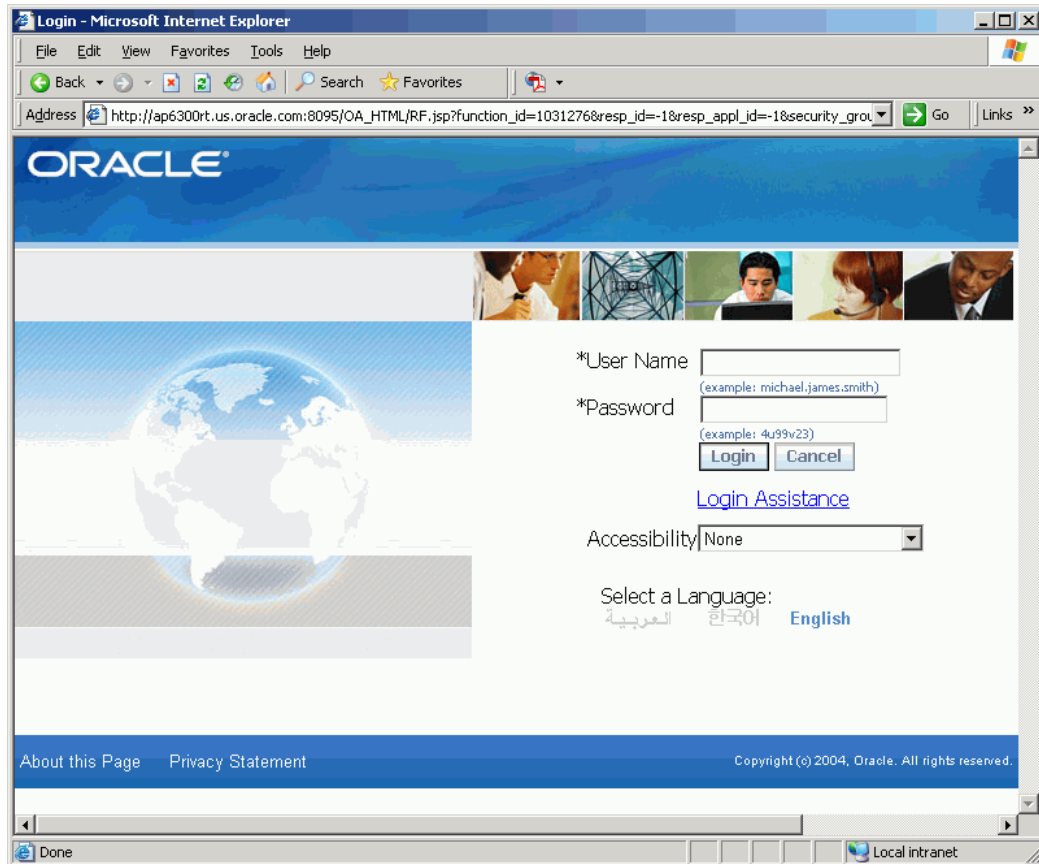 Login - Microsoft Internet Explorer
File Edit View Favorites Tools Help
Back Search Favorites
Address http://ap6300rt.us.oracle.com:8095/OA_HTML/RF.jsp?function_id=1031276&resp_id=-1&resp_appl_id=-1&security_grou Go Links »
ORACLE®
*User Name
(example: michael.james.smith)
*Password
(example: 4u99v23)
Login Cancel
Login Assistance
Accessibility None
Select a Language:
العربية 한국어 English
About this Page Privacy Statement Copyright (c) 2004, Oracle. All rights reserved.
Done Local intranet